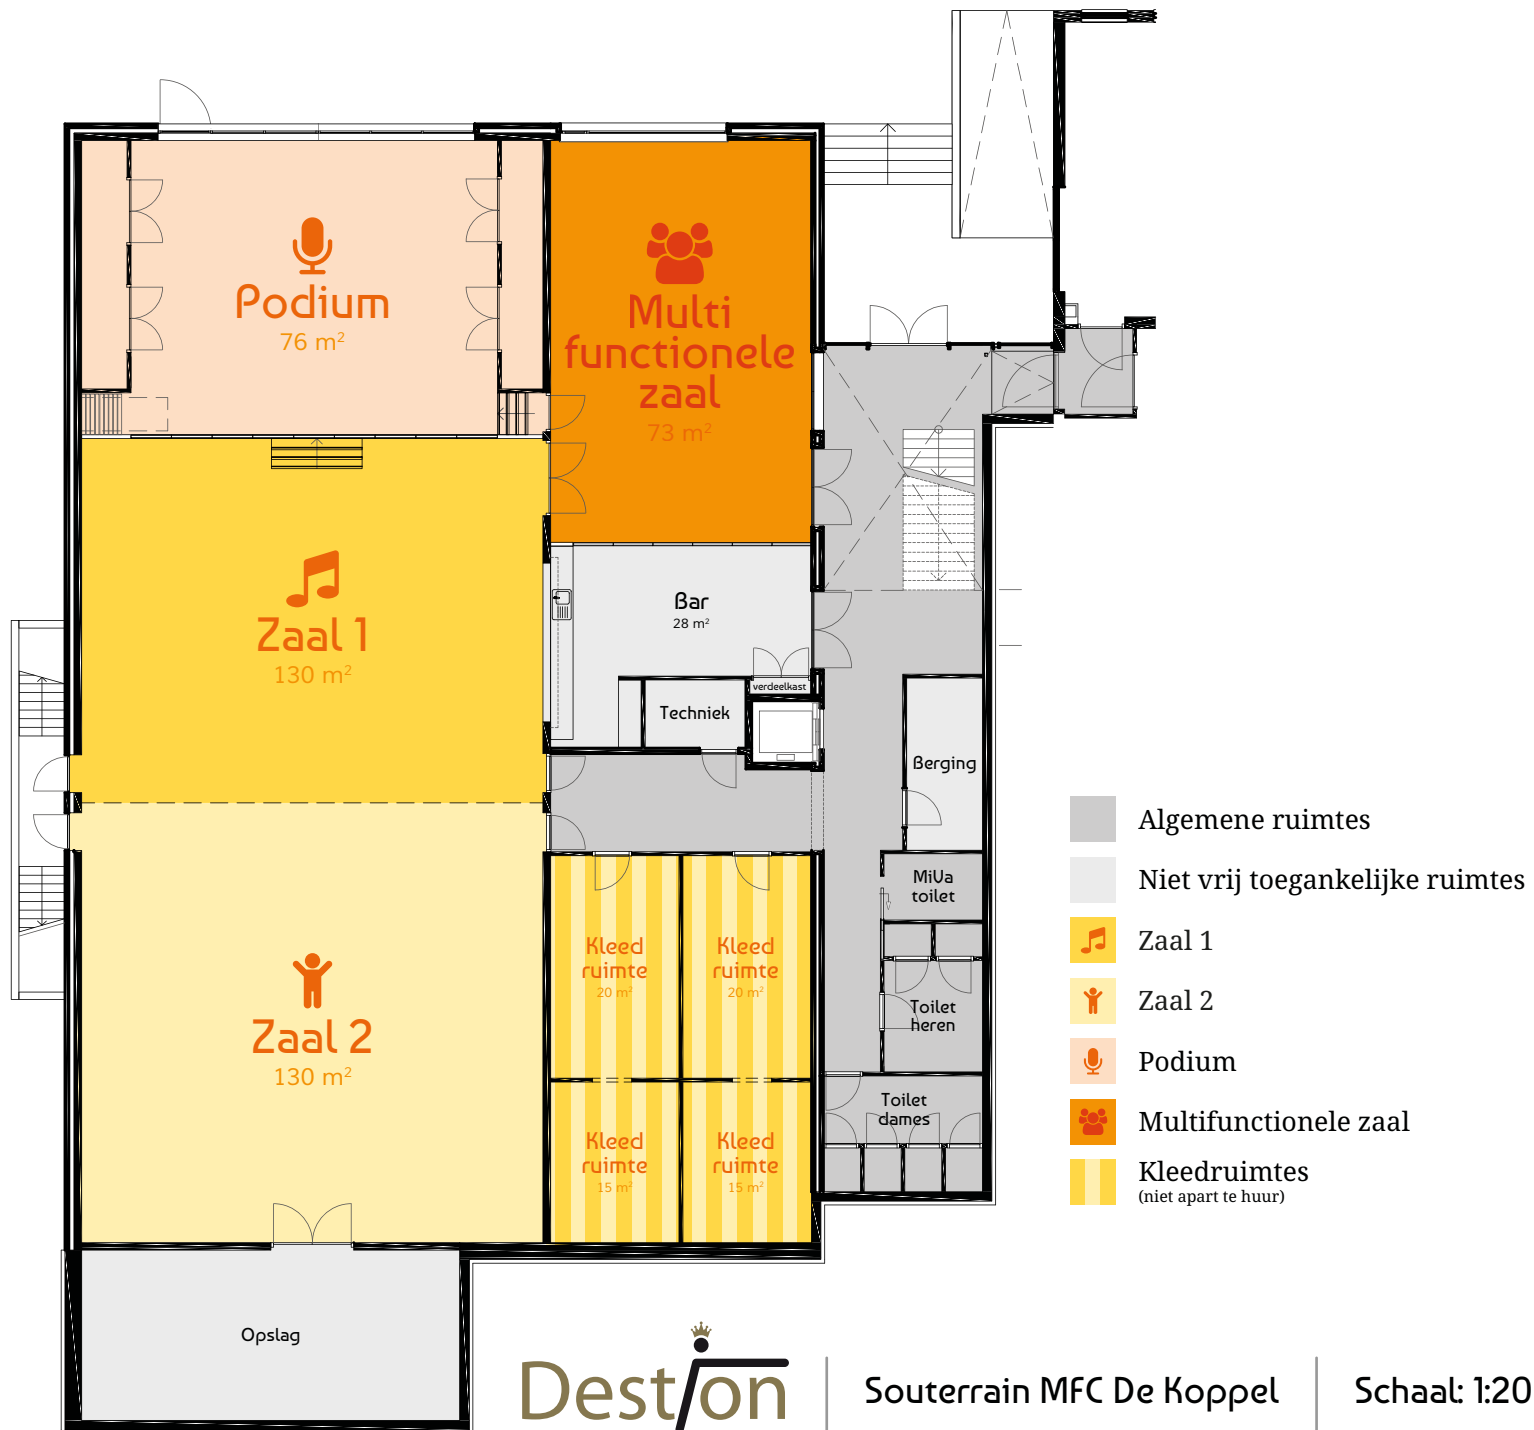 Podium
76 m²
Multi
functionele
zaal
73 m²
Zaal 1
130 m²
Bar
28 m²
verdeelkast
Techniek
Berging
MiVa
toilet
Kleed
ruimte
20 m²
Kleed
ruimte
20 m²
Toilet
heren
Zaal 2
130 m²
Toilet
dames
Kleed
ruimte
15 m²
Kleed
ruimte
15 m²
Opslag
Algemene ruimtes
Niet vrij toegankelijke ruimtes
Zaal 1
Zaal 2
Podium
Multifunctionele zaal
Kleedruimtes
(niet apart te huur)
Destion
Souterrain MFC De Koppel
Schaal: 1:20